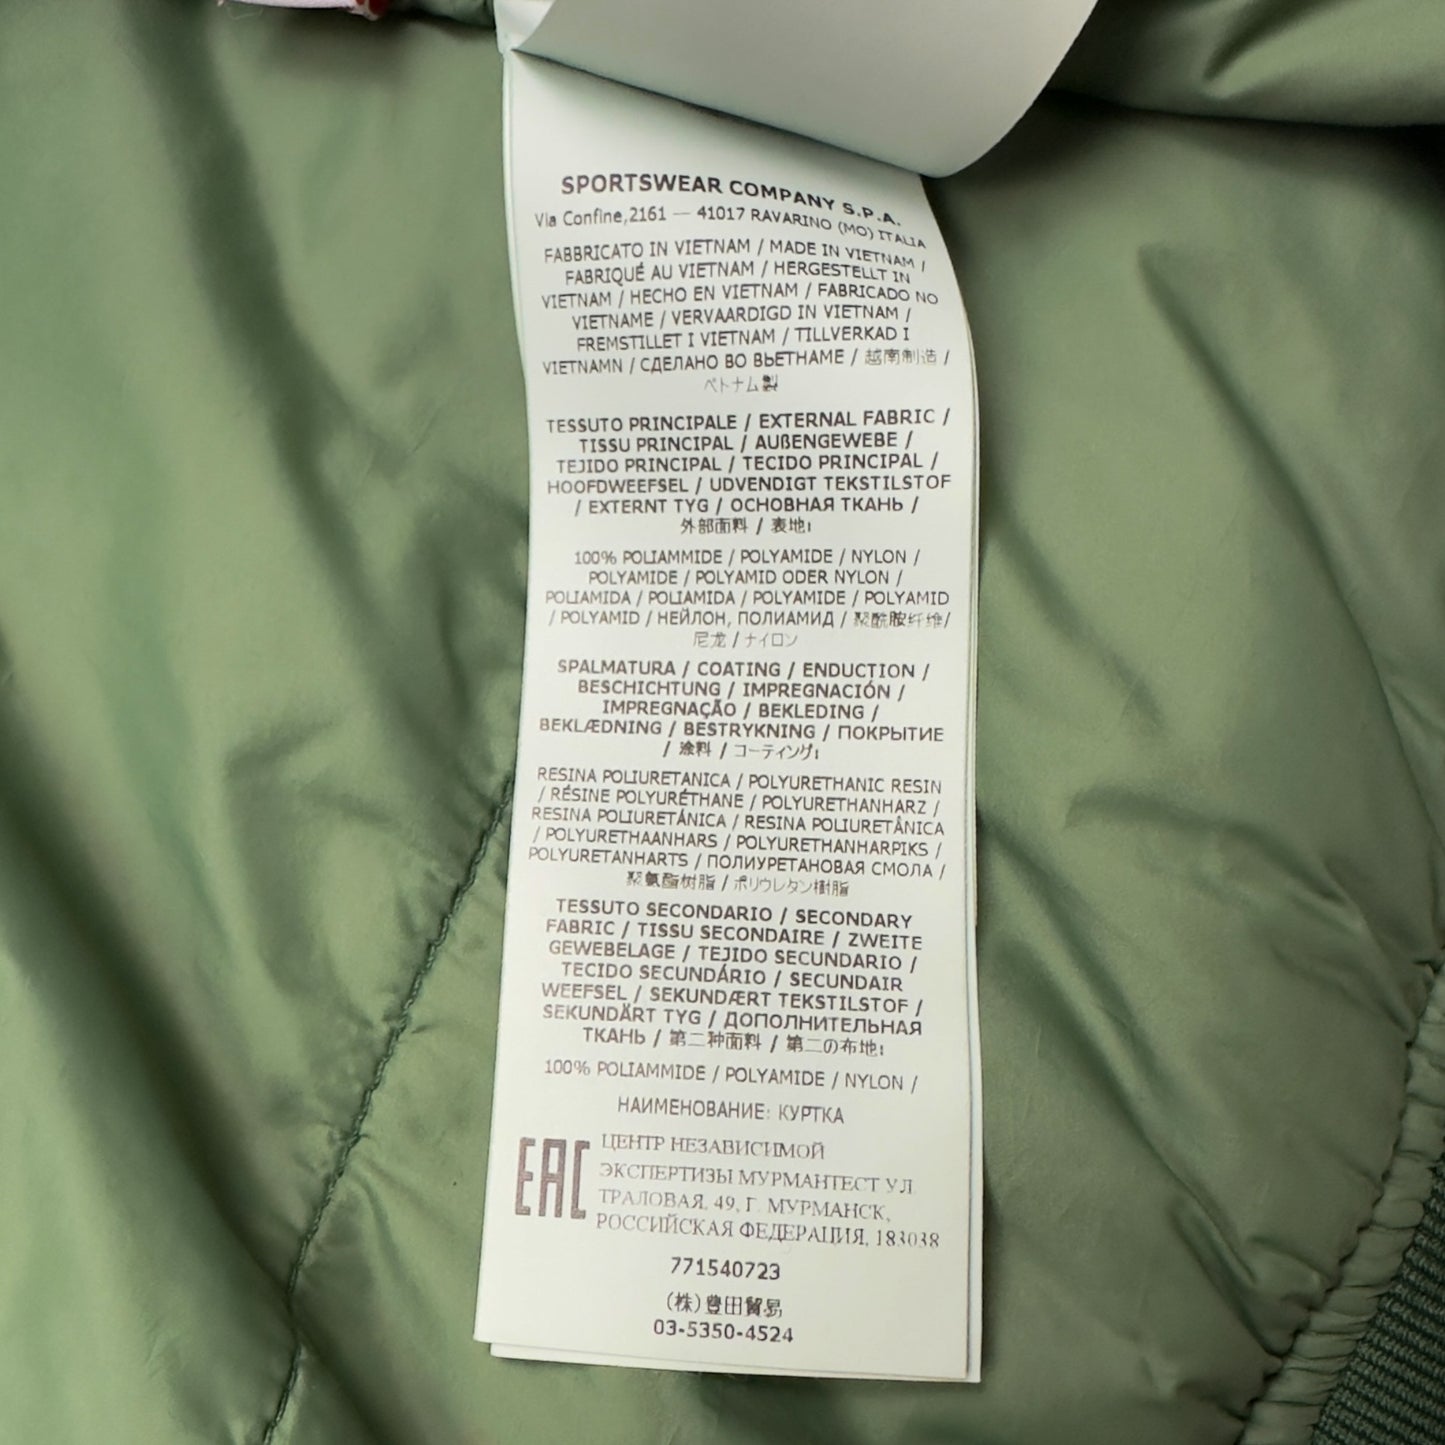 SPORTSWEAR COMPANY S.P.A.
Via Confine,2161 — 41017 RAVARINO (MO) ITALIA
FABBRICATO IN VIETNAM / MADE IN VIETNAM /
FABRIQUÉ AU VIETNAM / HERGESTELLT IN
VIETNAM / HECHO EN VIETNAM / FABRICADO NO
VIETNAME / VERVAARDIGD IN VIETNAM /
FREMSTILLET I VIETNAM / TILLVERKAD I
VIETNAMN / СДЕЛАНО ВО ВЬЕТНАМЕ / 越南制造 /
ベトナム製
TESSUTO PRINCIPALE / EXTERNAL FABRIC /
TISSU PRINCIPAL / AUßENGEWEBE /
TEJIDO PRINCIPAL / TECIDO PRINCIPAL /
HOOFDWEEFSEL / UDVENDIGT TEKSTILSTOF
/ EXTERNT TYG / ОСНОВНАЯ ТКАНЬ /
外部面料 / 表地:
100% POLIAMMIDE / POLYAMIDE / NYLON /
POLYAMIDE / POLYAMID ODER NYLON /
POLIAMIDA / POLIAMIDA / POLYAMIDE / POLYAMID
/ POLYAMID / НЕЙЛОН, ПОЛИАМИД / 聚酰胺纤维/
尼龙 / ナイロン
SPALMATURA / COATING / ENDUCTION /
BESCHICHTUNG / IMPREGNACIÓN /
IMPREGNAÇÃO / BEKLEDING /
BEKLÆDNING / BESTRYKNING / ПОКРЫТИЕ
/ 涂料 / コーティング:
RESINA POLIURETANICA / POLYURETHANIC RESIN
/ RÉSINE POLYURÉTHANE / POLYURETHANHARZ /
RESINA POLIURETÁNICA / RESINA POLIURETÂNICA
/ POLYURETHAANHARS / POLYURETHANHARPIKS /
POLYURETANHARTS / ПОЛИУРЕТАНОВАЯ СМОЛА /
聚氨酯树脂 / ポリウレタン樹脂
TESSUTO SECONDARIO / SECONDARY
FABRIC / TISSU SECONDAIRE / ZWEITE
GEWEBELAGE / TEJIDO SECUNDARIO /
TECIDO SECUNDÁRIO / SECUNDAIR
WEEFSEL / SEKUNDÆRT TEKSTILSTOF /
SEKUNDÄRT TYG / ДОПОЛНИТЕЛЬНАЯ
ТКАНЬ / 第二种面料 / 第二の布地:
100% POLIAMMIDE / POLYAMIDE / NYLON /
НАИМЕНОВАНИЕ: КУРТКА
EAC
ЦЕНТР НЕЗАВИСИМОЙ
ЭКСПЕРТИЗЫ МУРМАНТЕСТ УЛ.
ТРАЛОВАЯ, 49, Г. МУРМАНСК,
РОССИЙСКАЯ ФЕДЕРАЦИЯ, 183038
771540723
(株)豊田貿易
03-5350-4524